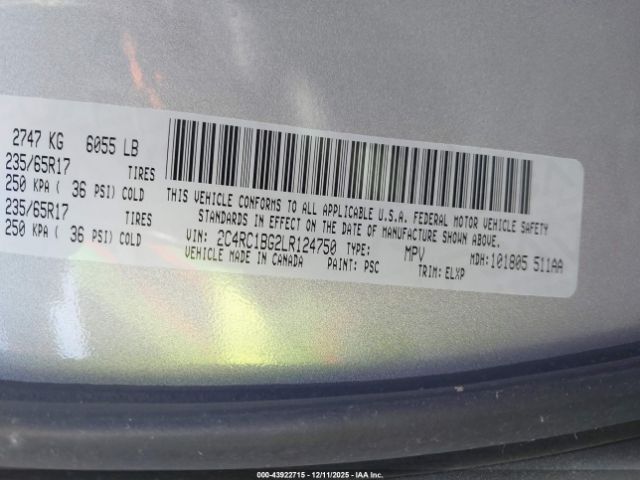 2747 KG 6055 LB
235/65R17 TIRES
250 KPA ( 36 PSI) COLD
235/65R17 TIRES
250 KPA ( 36 PSI) COLD
THIS VEHICLE CONFORMS TO ALL APPLICABLE U.S.A. FEDERAL MOTOR VEHICLE SAFETY
STANDARDS IN EFFECT ON THE DATE OF MANUFACTURE SHOWN ABOVE.
VIN: 2C4RC1BG2LR124750 TYPE: MPV MDH:101805 511AA
VEHICLE MADE IN CANADA PAINT: PSC TRIM: ELXP
000-43922715 - 12/11/2025 - IAA Inc.